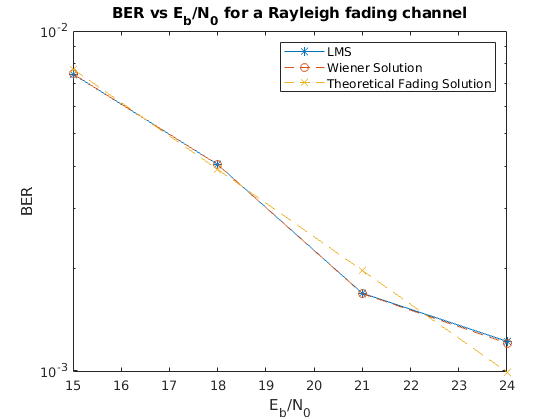 BER vs E_b/N_0 for a Rayleigh fading channel
10^-2
LMS
Wiener Solution
Theoretical Fading Solution
BER
10^-3
15 16 17 18 19 20 21 22 23 24
E_b/N_0